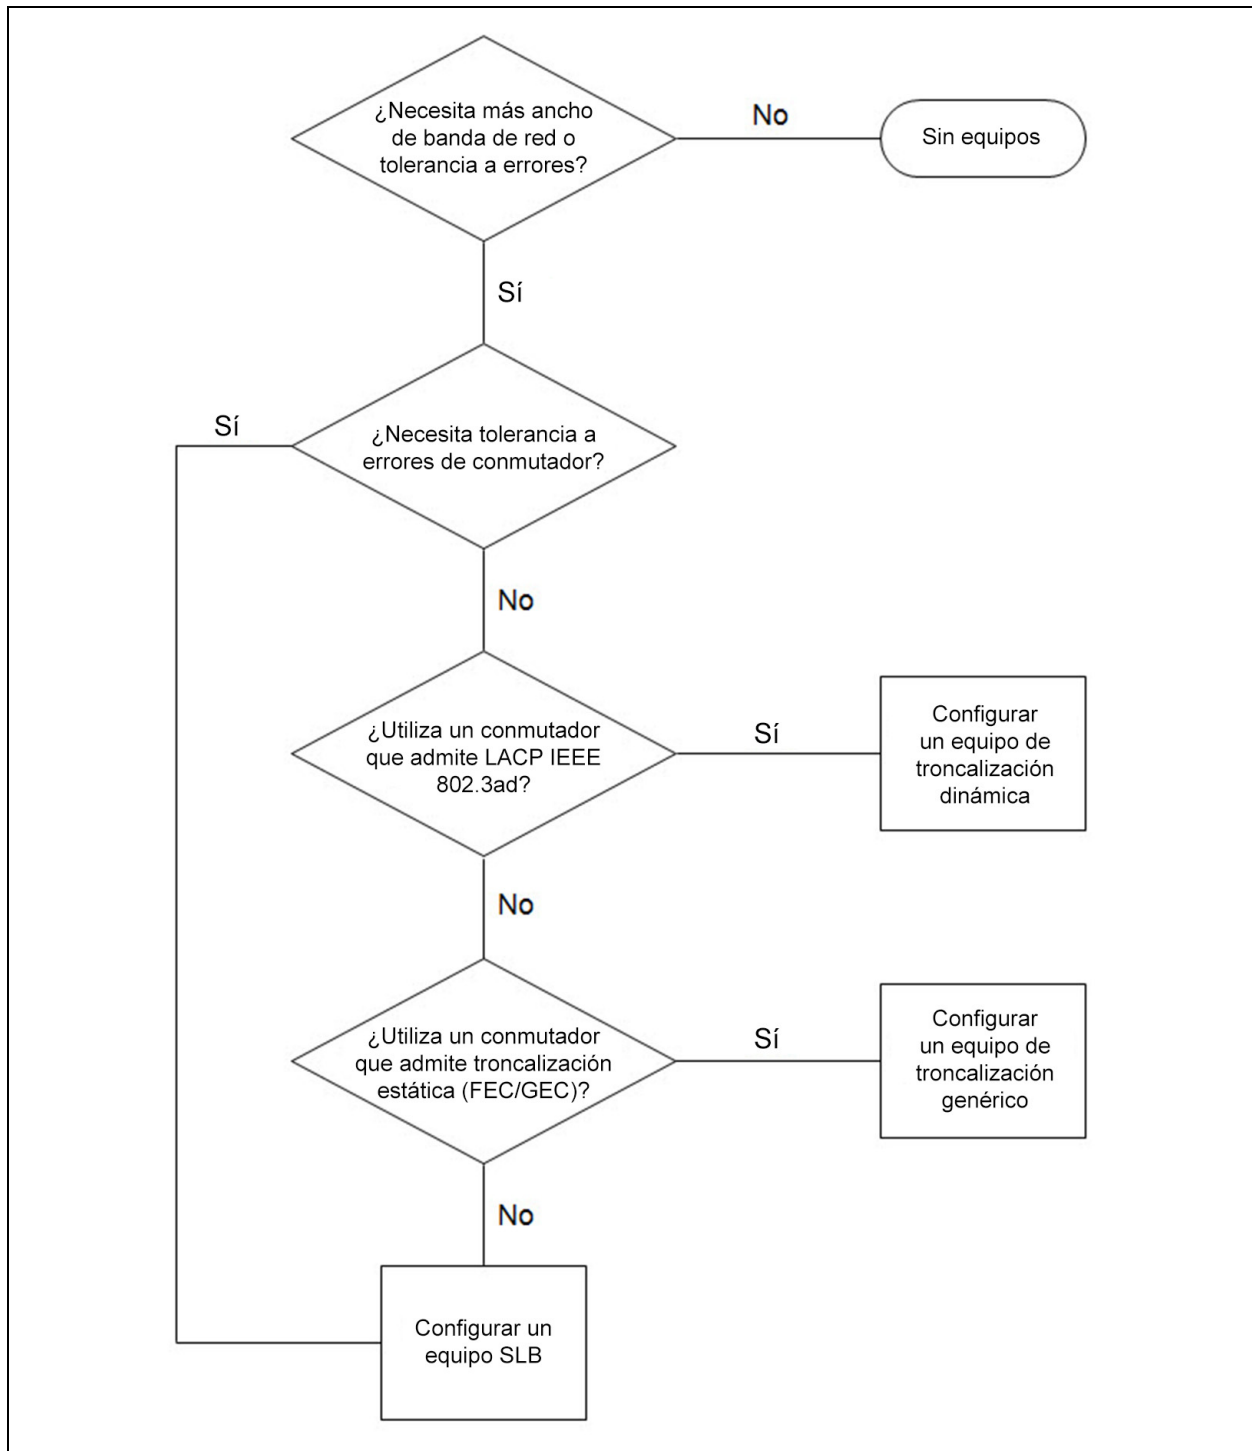 ¿Necesita más ancho
de banda de red o
tolerancia a errores?
No
Sin equipos
Sí
Sí
¿Necesita tolerancia a
errores de conmutador?
No
¿Utiliza un conmutador
que admite LACP IEEE
802.3ad?
Sí
Configurar
un equipo de
troncalización
dinámica
No
¿Utiliza un conmutador
que admite troncalización
estática (FEC/GEC)?
Sí
Configurar
un equipo de
troncalización
genérico
No
Configurar un
equipo SLB